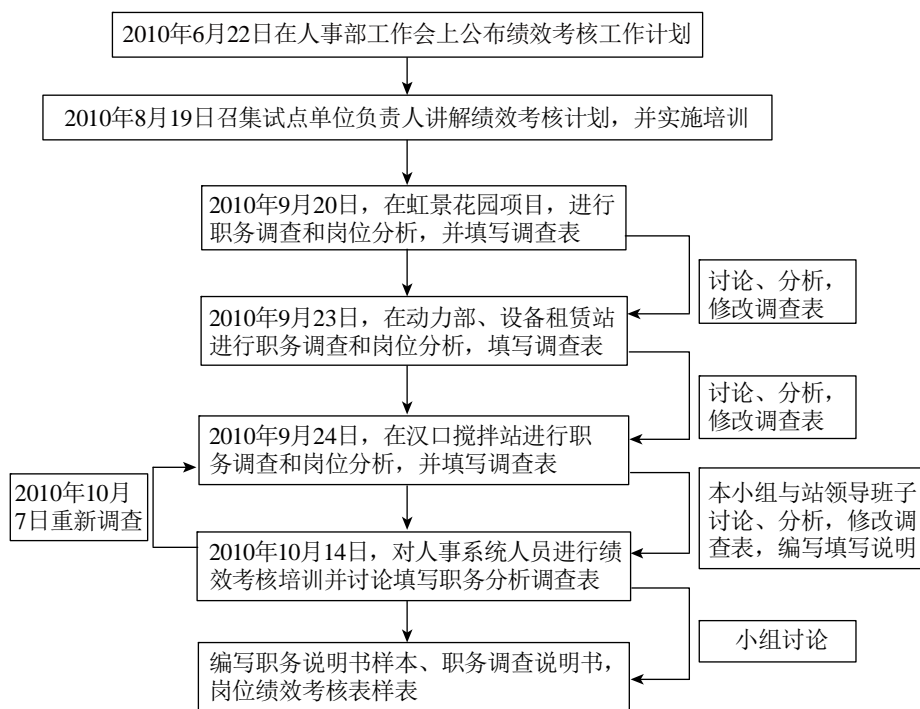 2010年6月22日在人事部工作会上公布绩效考核工作计划
2010年8月19日召集试点单位负责人讲解绩效考核计划，并实施培训
2010年9月20日，在虹景花园项目，进行
职务调查和岗位分析，并填写调查表
讨论、分析，
修改调查表
2010年9月23日，在动力部、设备租赁站
进行职务调查和岗位分析，填写调查表
讨论、分析，
修改调查表
2010年9月24日，在汉口搅拌站进行职
务调查和岗位分析，并填写调查表
2010年10月
7日重新调查
本小组与站领导班子
讨论、分析，修改调
查表，编写填写说明
2010年10月14日，对人事系统人员进行绩
效考核培训并讨论填写职务分析调查表
小组讨论
编写职务说明书样本、职务调查说明书，
岗位绩效考核表样表